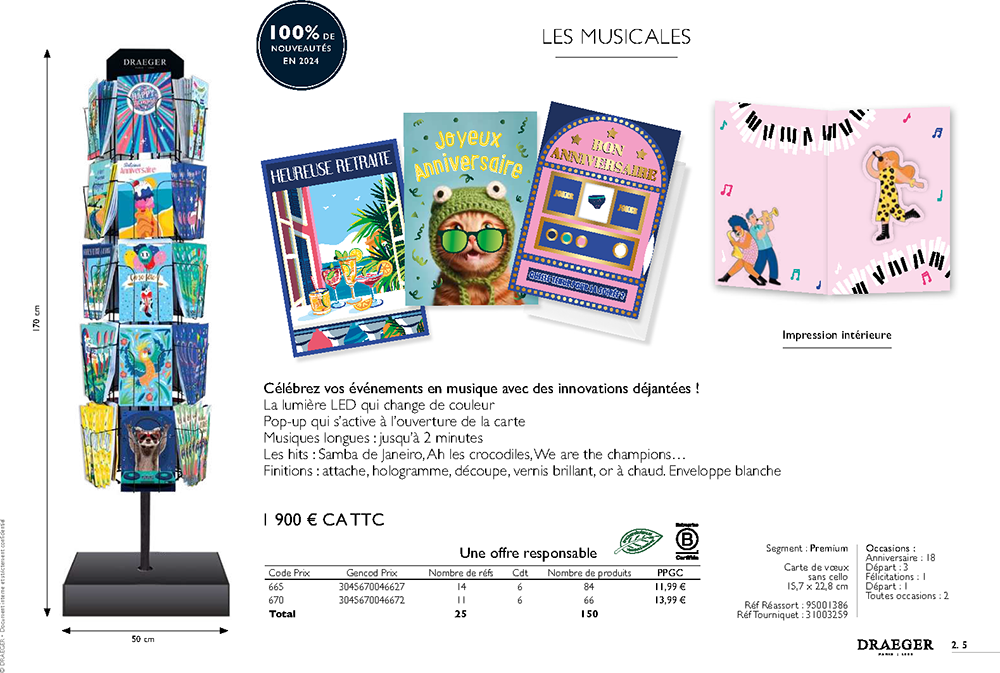 100% DE
NOUVEAUTÉS
EN 2024
LES MUSICALES
DRAEGER
HEUREUSE RETRAITE
Joyeux
Anniversaire
BON
ANNIVERSAIRE
JOKER
JOKER
170 cm
50 cm
Impression intérieure
Célébrez vos événements en musique avec des innovations déjantées !
La lumière LED qui change de couleur
Pop-up qui s'active à l'ouverture de la carte
Musiques longues : jusqu'à 2 minutes
Les hits : Samba de Janeiro, Ah les crocodiles, We are the champions…
Finitions : attache, hologramme, découpe, vernis brillant, or à chaud. Enveloppe blanche
1 900 € CA TTC
Une offre responsable
Entreprise
B
Certifiée
Code Prix Gencod Prix Nombre de réfs Cdt Nombre de produits PPGC
665 3045670046627 14 6 84 11,99 €
670 3045670046672 11 6 66 13,99 €
Total 25 150
Segment : Premium
Carte de vœux
sans cello
15,7 x 22,8 cm
Réf Réassort : 95001386
Réf Tourniquet : 31003259
Occasions :
Anniversaire : 18
Départ : 3
Félicitations : 1
Départ : 1
Toutes occasions : 2
© DRAEGER - Document interne et strictement confidentiel
DRAEGER
PARIS | 1886
2. 5